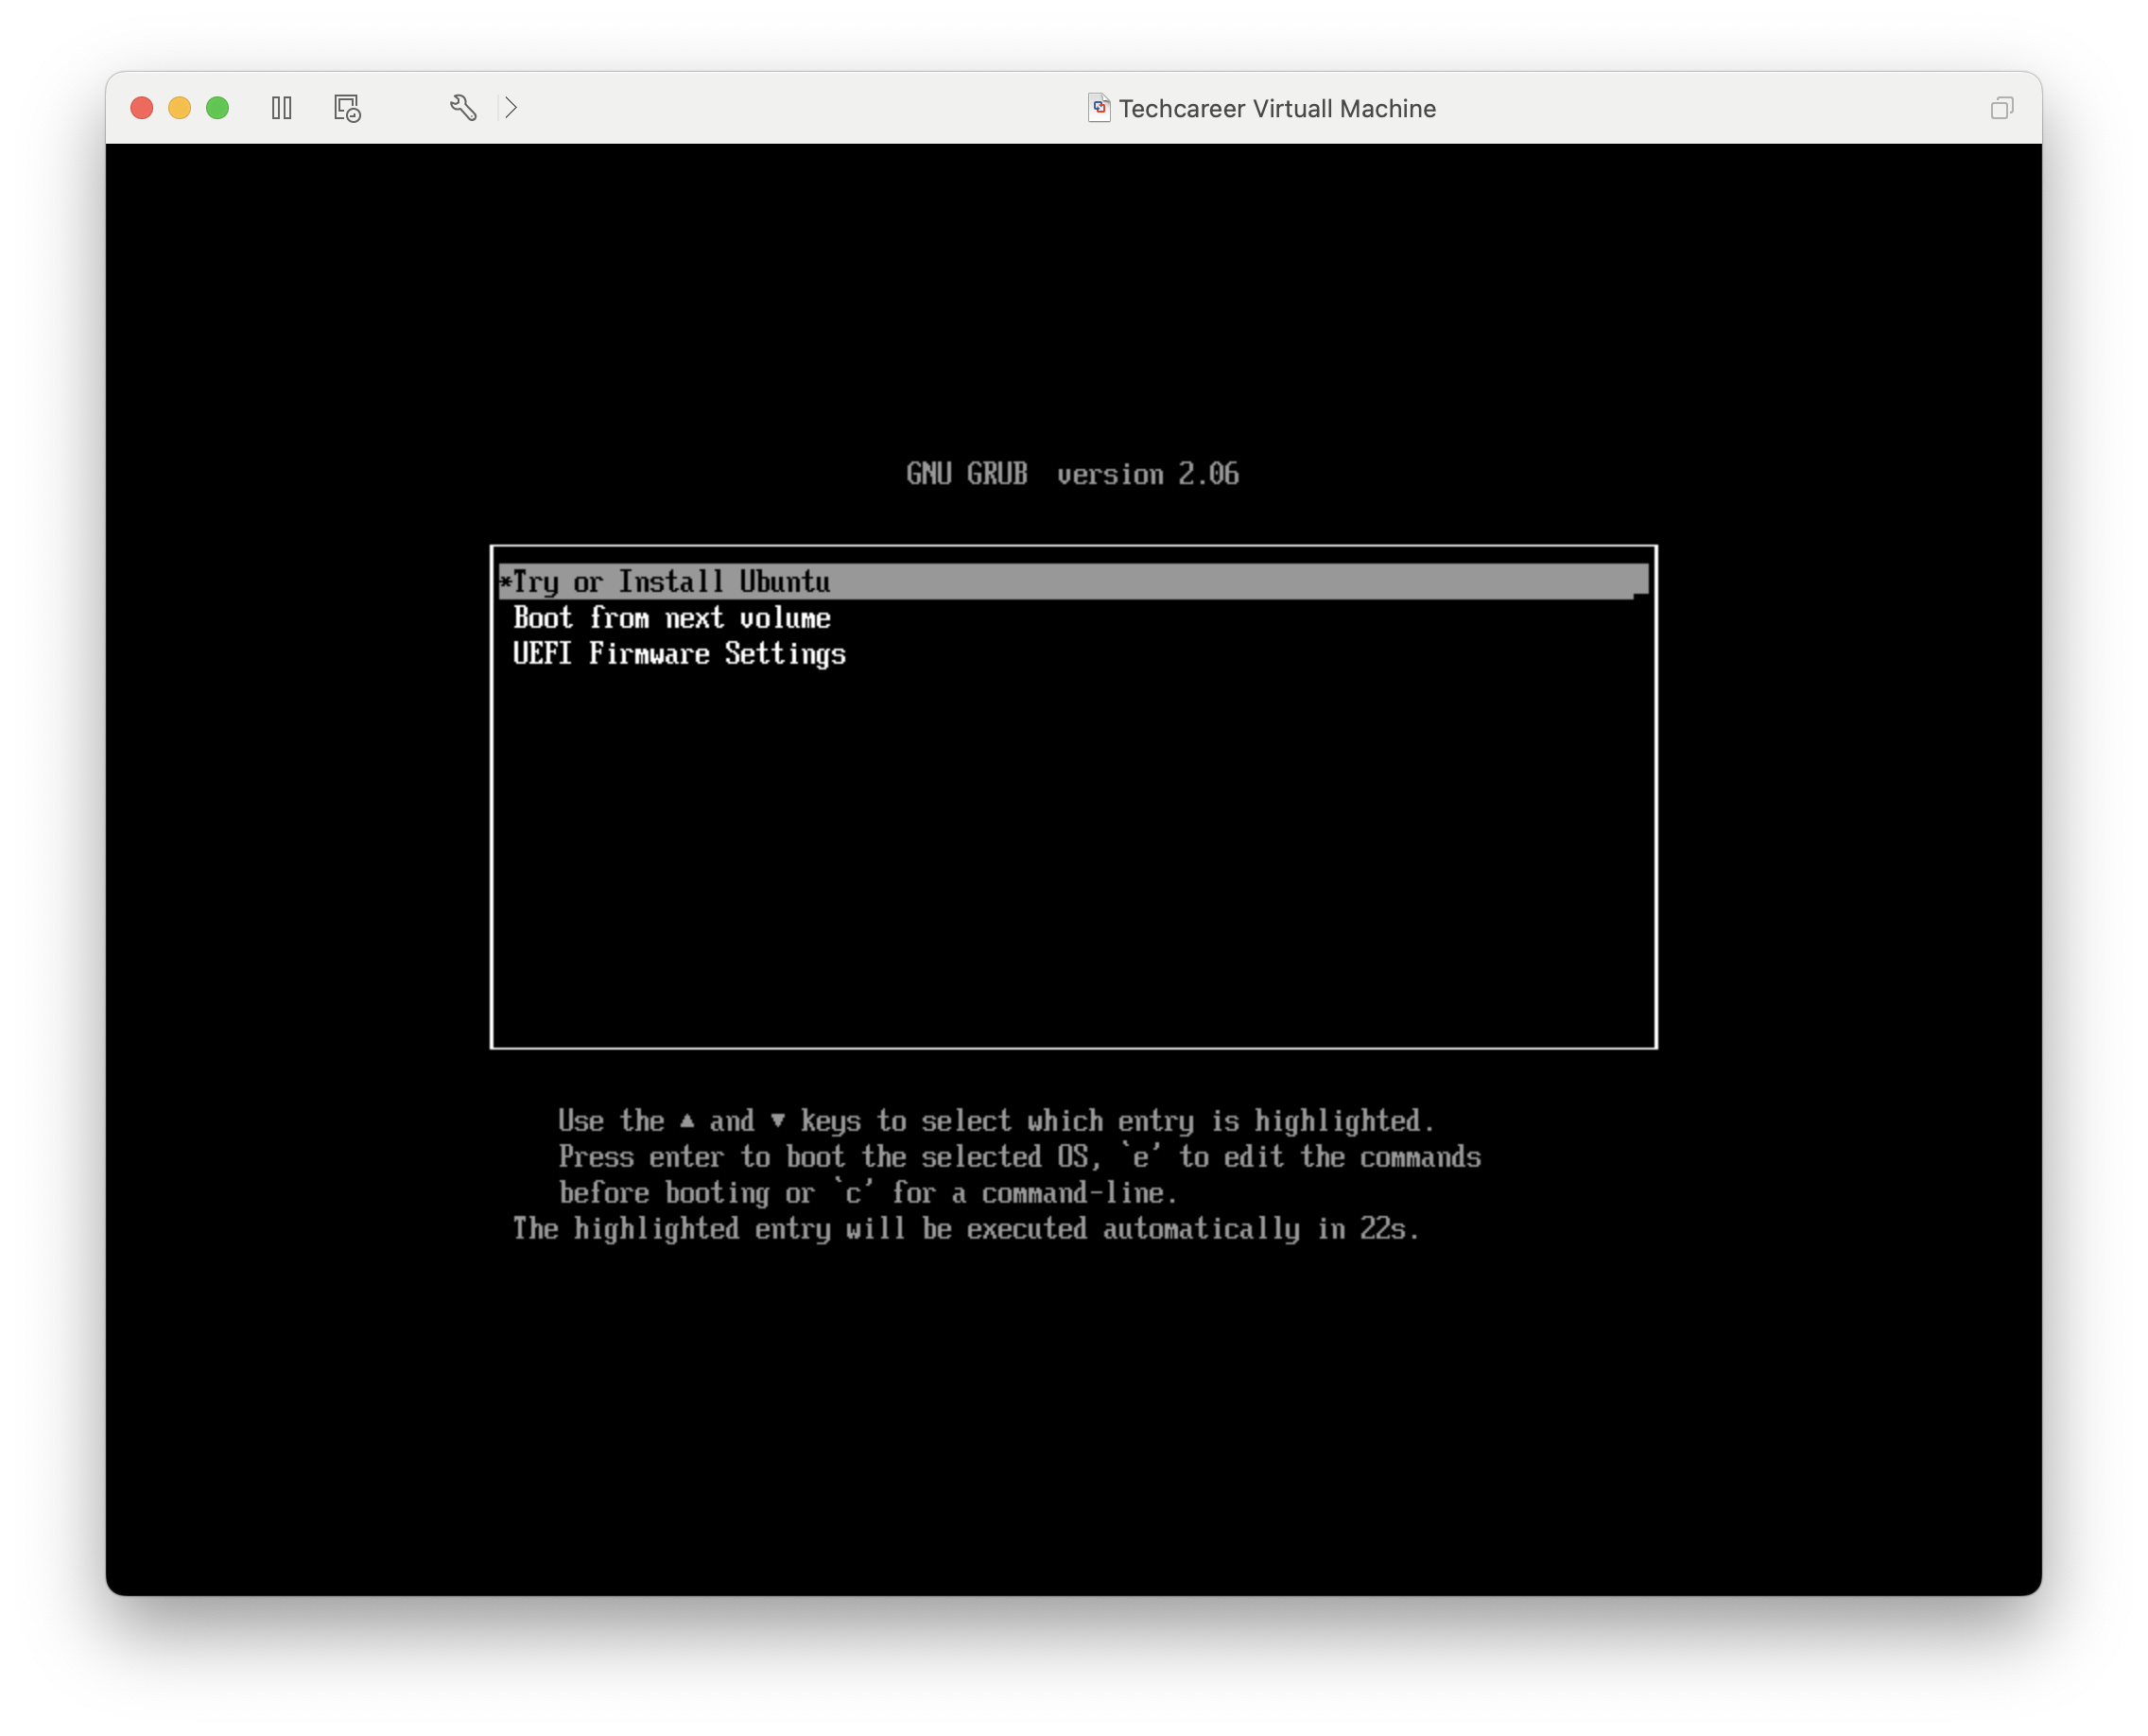 Techcareer Virtuall Machine
GNU GRUB  version 2.06
*Try or Install Ubuntu
Boot from next volume
UEFI Firmware Settings
Use the ▲ and ▼ keys to select which entry is highlighted.
Press enter to boot the selected OS, `e' to edit the commands
before booting or `c' for a command-line.
The highlighted entry will be executed automatically in 22s.